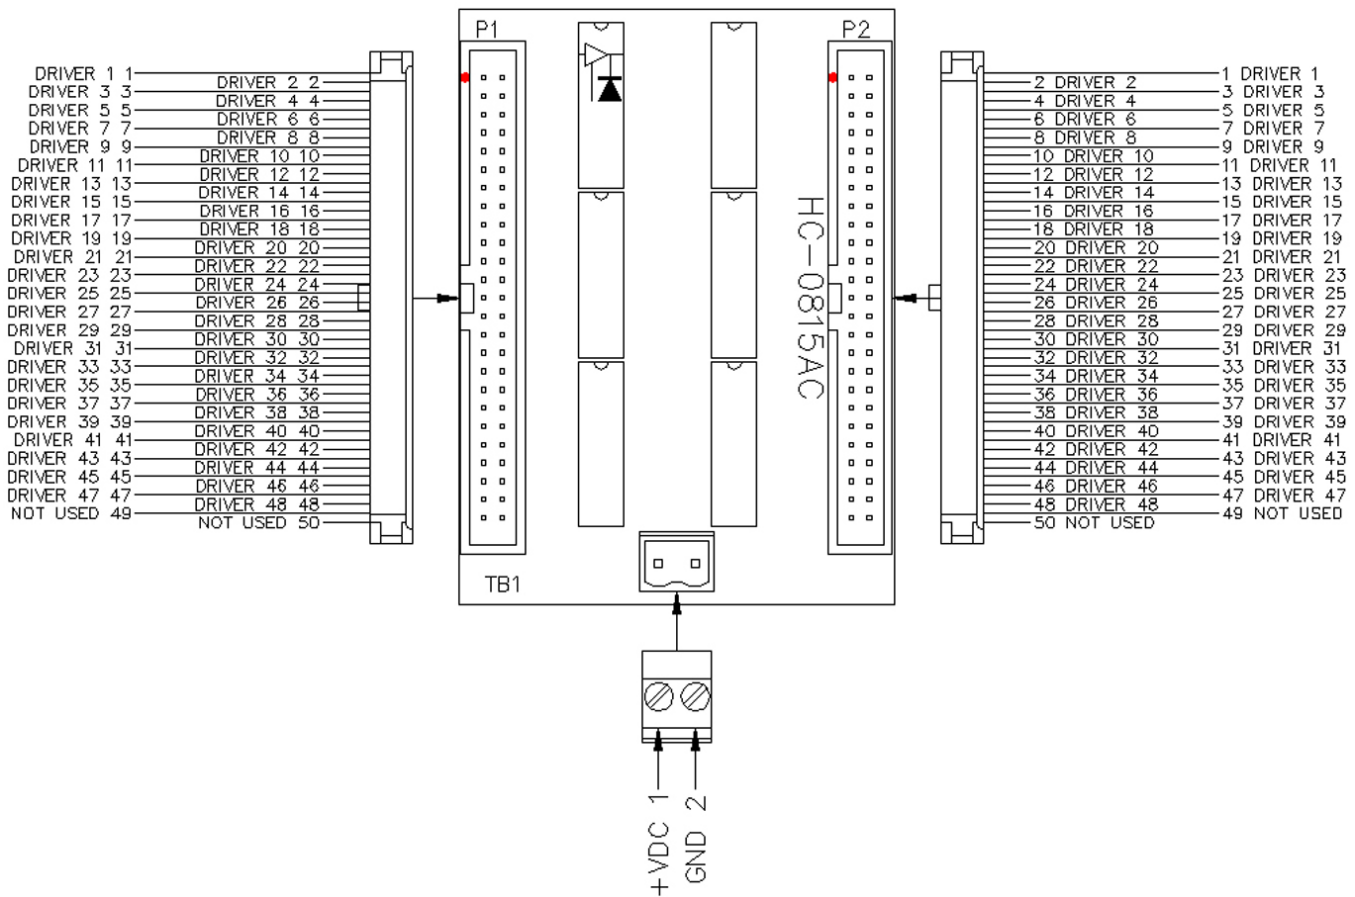 P1
P2
DRIVER 1 1
DRIVER 2 2
DRIVER 3 3
DRIVER 4 4
DRIVER 5 5
DRIVER 6 6
DRIVER 7 7
DRIVER 8 8
DRIVER 9 9
DRIVER 10 10
DRIVER 11 11
DRIVER 12 12
DRIVER 13 13
DRIVER 14 14
DRIVER 15 15
DRIVER 16 16
DRIVER 17 17
DRIVER 18 18
DRIVER 19 19
DRIVER 20 20
DRIVER 21 21
DRIVER 22 22
DRIVER 23 23
DRIVER 24 24
DRIVER 25 25
DRIVER 26 26
DRIVER 27 27
DRIVER 28 28
DRIVER 29 29
DRIVER 30 30
DRIVER 31 31
DRIVER 32 32
DRIVER 33 33
DRIVER 34 34
DRIVER 35 35
DRIVER 36 36
DRIVER 37 37
DRIVER 38 38
DRIVER 39 39
DRIVER 40 40
DRIVER 41 41
DRIVER 42 42
DRIVER 43 43
DRIVER 44 44
DRIVER 45 45
DRIVER 46 46
DRIVER 47 47
DRIVER 48 48
NOT USED 49
NOT USED 50
HC-0815AC
1 DRIVER 1
2 DRIVER 2
3 DRIVER 3
4 DRIVER 4
5 DRIVER 5
6 DRIVER 6
7 DRIVER 7
8 DRIVER 8
9 DRIVER 9
10 DRIVER 10
11 DRIVER 11
12 DRIVER 12
13 DRIVER 13
14 DRIVER 14
15 DRIVER 15
16 DRIVER 16
17 DRIVER 17
18 DRIVER 18
19 DRIVER 19
20 DRIVER 20
21 DRIVER 21
22 DRIVER 22
23 DRIVER 23
24 DRIVER 24
25 DRIVER 25
26 DRIVER 26
27 DRIVER 27
28 DRIVER 28
29 DRIVER 29
30 DRIVER 30
31 DRIVER 31
32 DRIVER 32
33 DRIVER 33
34 DRIVER 34
35 DRIVER 35
36 DRIVER 36
37 DRIVER 37
38 DRIVER 38
39 DRIVER 39
40 DRIVER 40
41 DRIVER 41
42 DRIVER 42
43 DRIVER 43
44 DRIVER 44
45 DRIVER 45
46 DRIVER 46
47 DRIVER 47
48 DRIVER 48
49 NOT USED
50 NOT USED
TB1
+VDC 1
GND 2